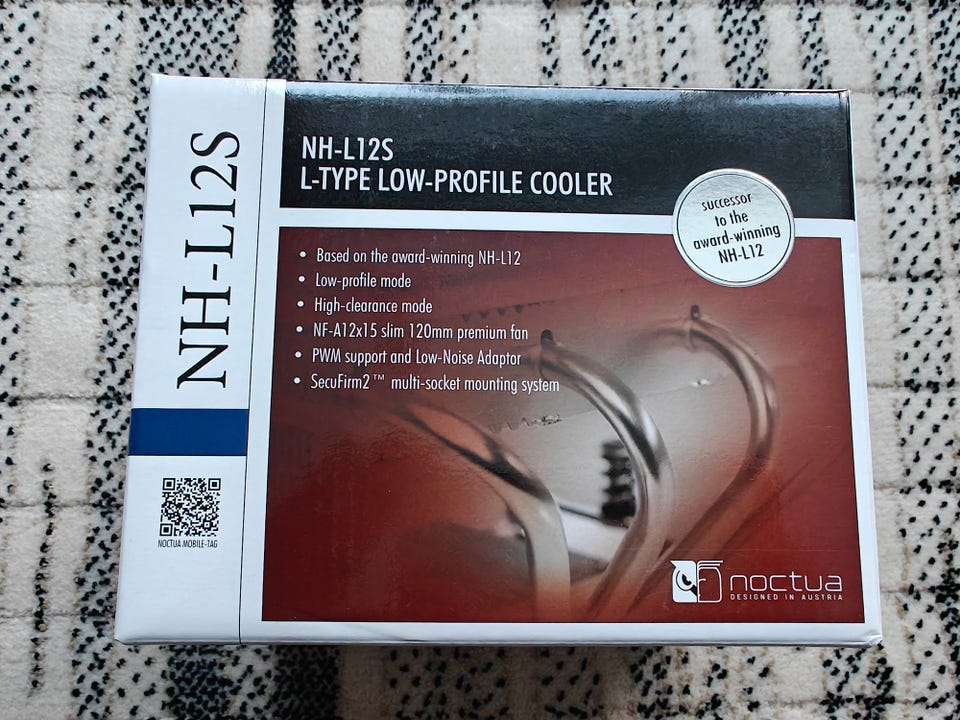 NH-L12S
NH-L12S
L-TYPE LOW-PROFILE COOLER
successor
to the
award-winning
NH-L12
• Based on the award-winning NH-L12
• Low-profile mode
• High-clearance mode
• NF-A12x15 slim 120mm premium fan
• PWM support and Low-Noise Adaptor
• SecuFirm2™ multi-socket mounting system
NOCTUA MOBILE-TAG
noctua
DESIGNED IN AUSTRIA